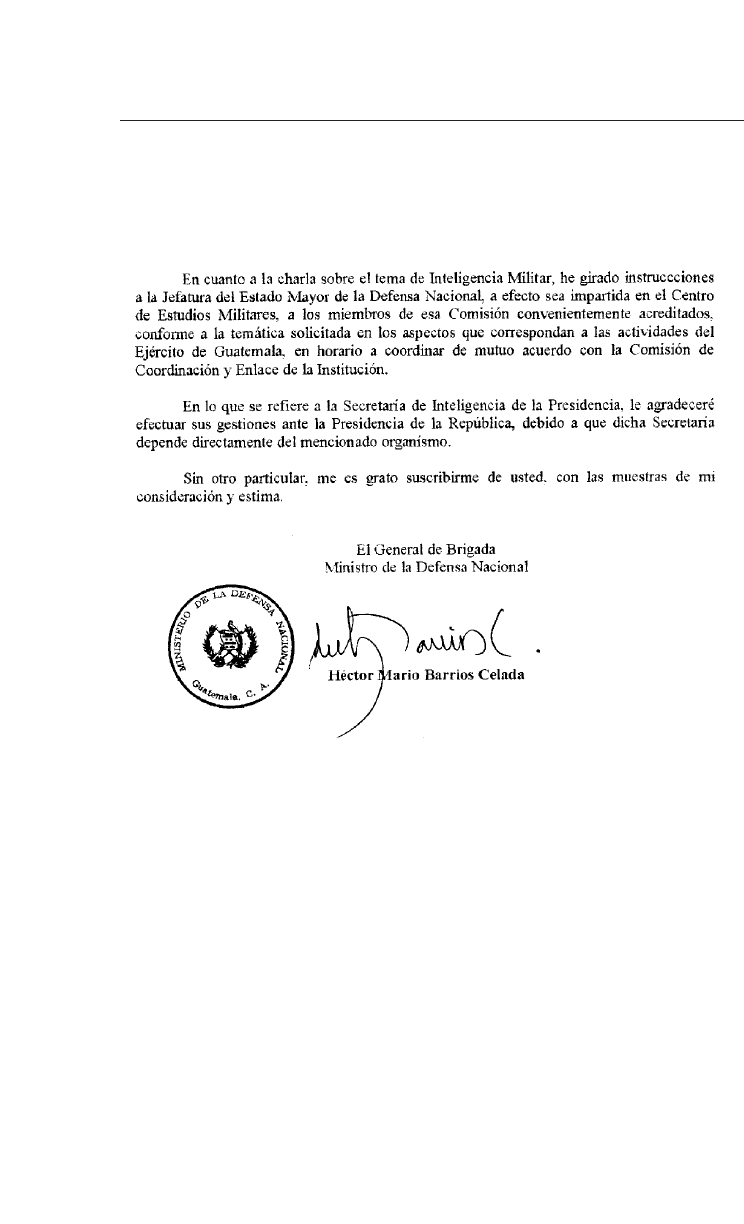 En cuanto a la charla sobre el tema de Inteligencia Militar, he girado instruccciones
a la Jefatura del Estado Mayor de la Defensa Nacional, a efecto sea impartida en el Centro
de Estudios Militares, a los miembros de esa Comisión convenientemente acreditados,
conforme a la temática solicitada en los aspectos que correspondan a las actividades del
Ejército de Guatemala, en horario a coordinar de mutuo acuerdo con la Comisión de
Coordinación y Enlace de la Institución.
En lo que se refiere a la Secretaría de Inteligencia de la Presidencia, le agradeceré
efectuar sus gestiones ante la Presidencia de la República, debido a que dicha Secretaría
depende directamente del mencionado organismo.
Sin otro particular, me es grato suscribirme de usted, con las muestras de mi
consideración y estima.
El General de Brigada
Ministro de la Defensa Nacional
MINISTERIO DE LA DEFENSA NACIONAL
Guatemala, C. A.
Héctor Mario Barrios Celada